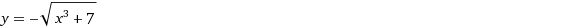 y = −√(x³ + 7)